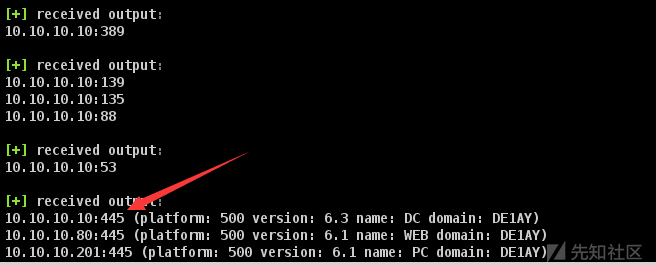 [+] received output:
10.10.10.10:389
[+] received output:
10.10.10.10:139
10.10.10.10:135
10.10.10.10:88
[+] received output:
10.10.10.10:53
[+] received output:
10.10.10.10:445 (platform: 500 version: 6.3 name: DC domain: DE1AY)
10.10.10.80:445 (platform: 500 version: 6.1 name: WEB domain: DE1AY)
10.10.10.201:445 (platform: 500 version: 6.1 name: PC domain: DE1AY)
先知社区